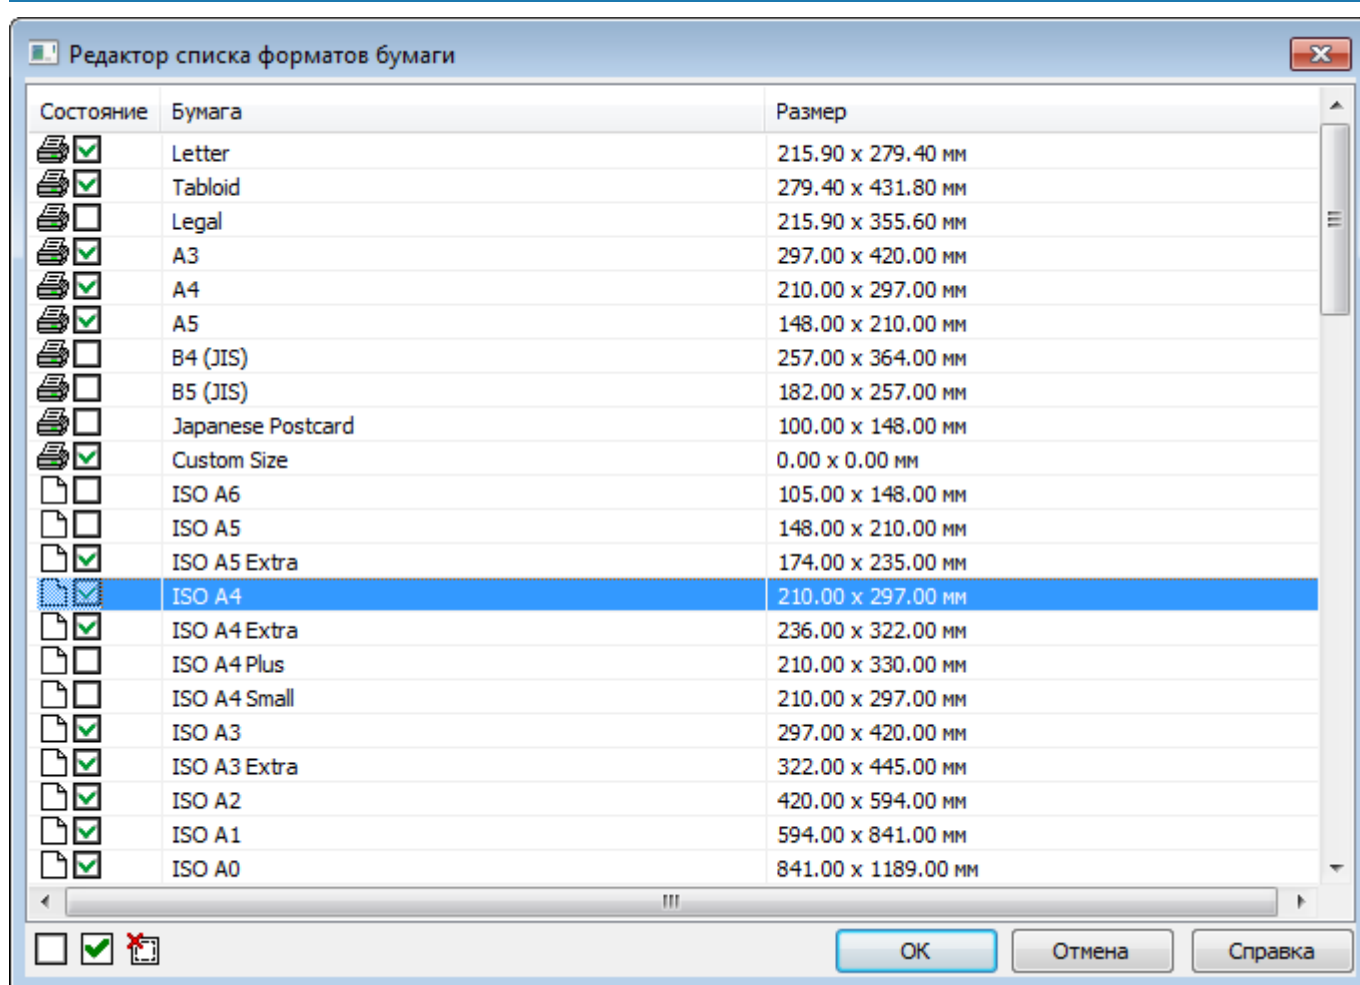 Редактор списка форматов бумаги
Состояние Бумага Размер
Letter 215.90 x 279.40 мм
Tabloid 279.40 x 431.80 мм
Legal 215.90 x 355.60 мм
A3 297.00 x 420.00 мм
A4 210.00 x 297.00 мм
A5 148.00 x 210.00 мм
B4 (JIS) 257.00 x 364.00 мм
B5 (JIS) 182.00 x 257.00 мм
Japanese Postcard 100.00 x 148.00 мм
Custom Size 0.00 x 0.00 мм
ISO A6 105.00 x 148.00 мм
ISO A5 148.00 x 210.00 мм
ISO A5 Extra 174.00 x 235.00 мм
ISO A4 210.00 x 297.00 мм
ISO A4 Extra 236.00 x 322.00 мм
ISO A4 Plus 210.00 x 330.00 мм
ISO A4 Small 210.00 x 297.00 мм
ISO A3 297.00 x 420.00 мм
ISO A3 Extra 322.00 x 445.00 мм
ISO A2 420.00 x 594.00 мм
ISO A1 594.00 x 841.00 мм
ISO A0 841.00 x 1189.00 мм
ОК Отмена Справка